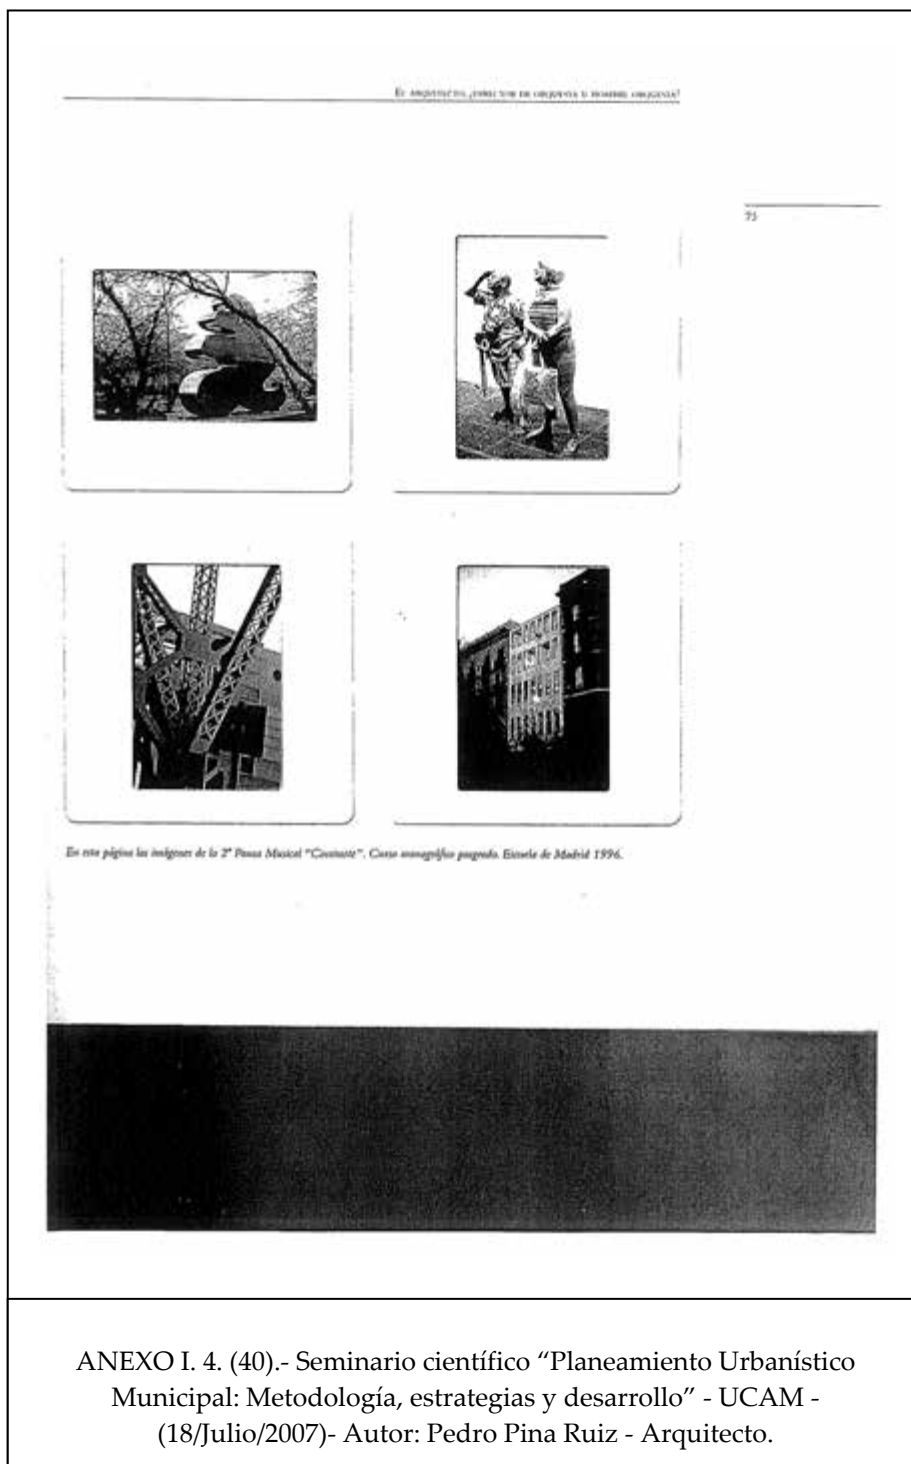 EL ARQUITECTO, ¿DIRECTOR DE ORQUESTA U HOMBRE ORQUESTA?
75
En esta página las imágenes de la 2ª Pausa Musical "Contraste". Curso monográfico posgrado. Escuela de Madrid 1996.
ANEXO I. 4. (40).- Seminario científico “Planeamiento Urbanístico
Municipal: Metodología, estrategias y desarrollo” - UCAM -
(18/Julio/2007)- Autor: Pedro Pina Ruiz - Arquitecto.